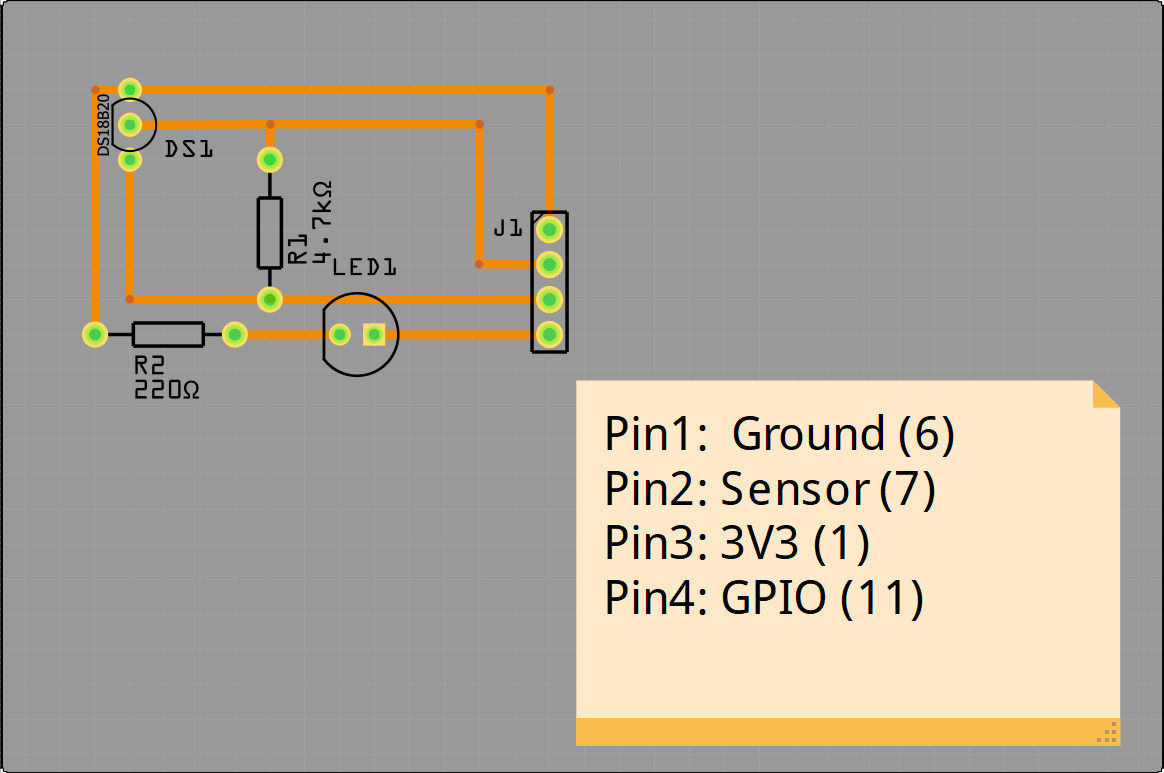 DS18B20
DS1
R1
4.7kΩ
J1
LED1
R2
220Ω
Pin1: Ground (6)
Pin2: Sensor (7)
Pin3: 3V3 (1)
Pin4: GPIO (11)